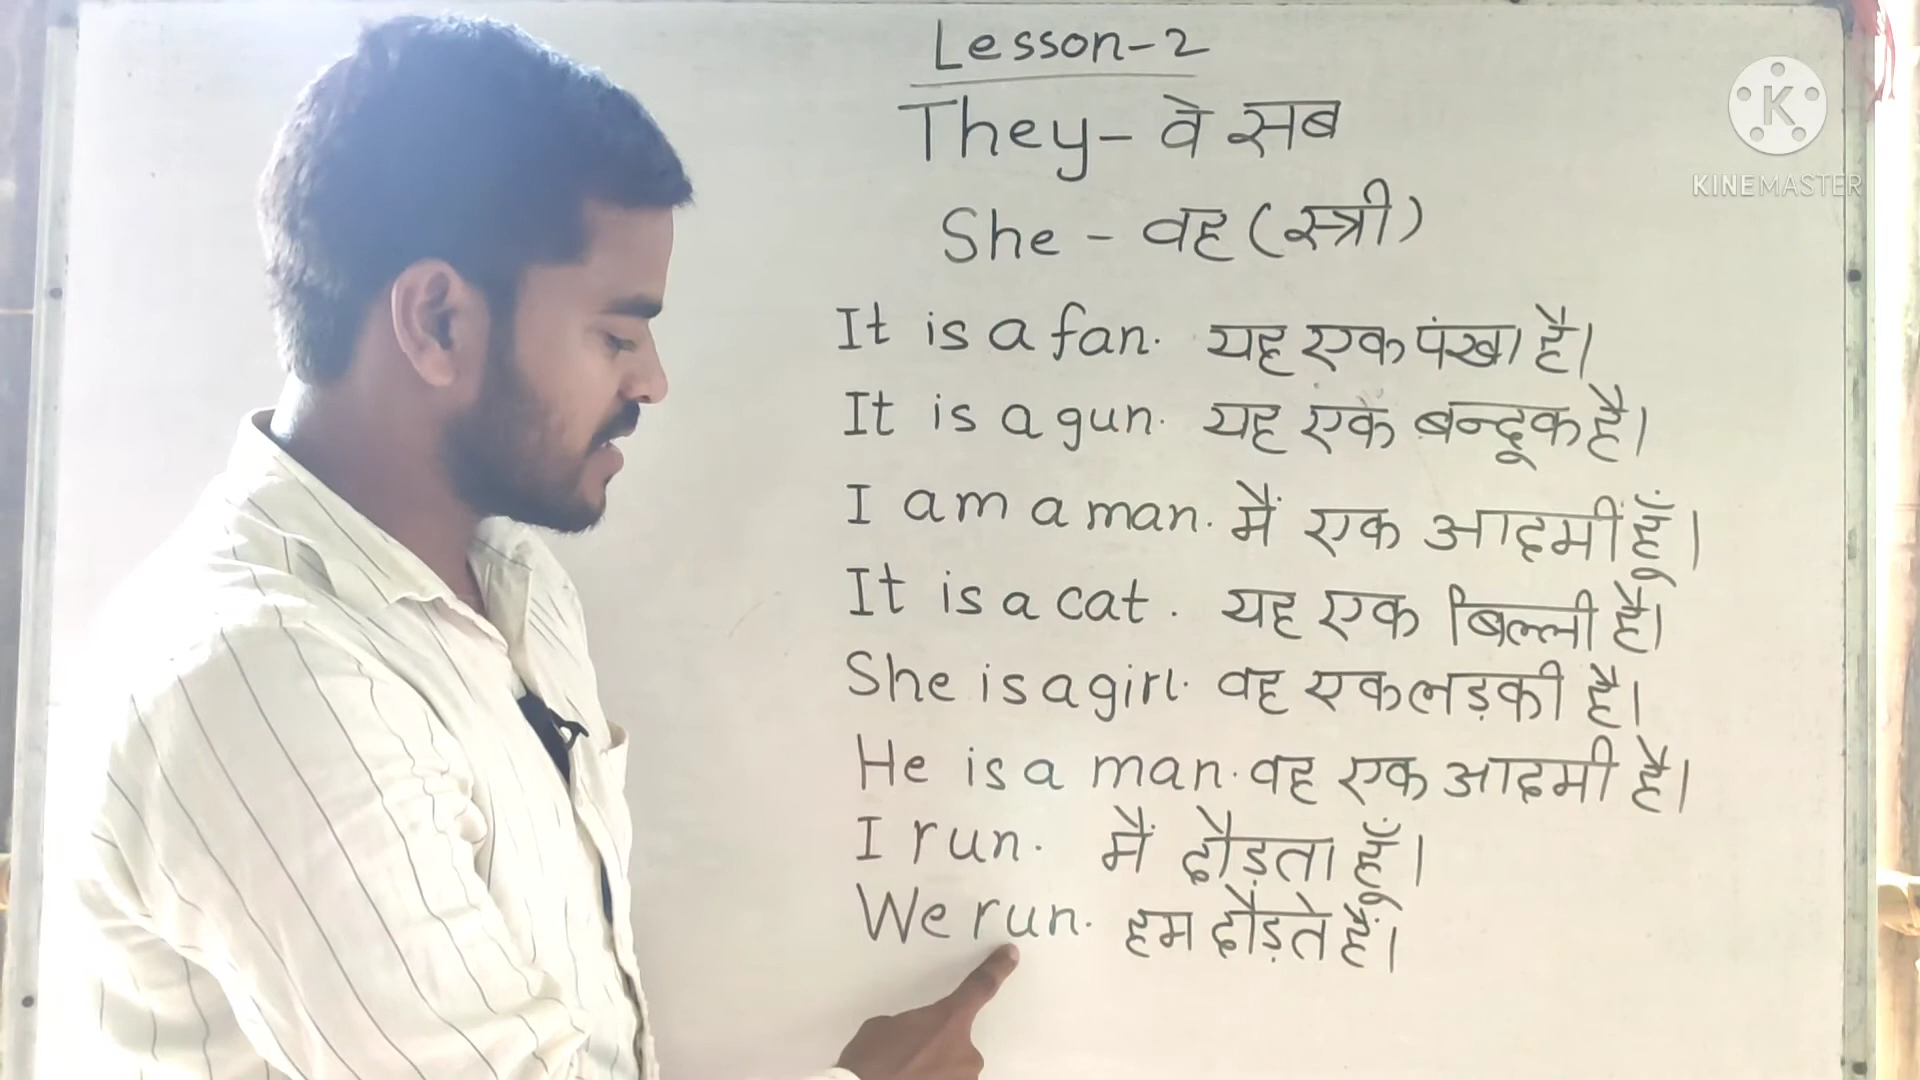 Lesson-2
They- वे सब
She - वह (स्त्री)
It is a fan. यह एक पंखा है।
It is a gun. यह एक बन्दूक है।
I am a man. मैं एक आदमीं हूँ।
It is a cat. यह एक बिल्ली है।
She is a girl. वह एक लड़की है।
He is a man. वह एक आदमी है।
I run. मैं दौड़ता हूँ।
We run. हम दौड़ते हैं।
K
KINEMASTER